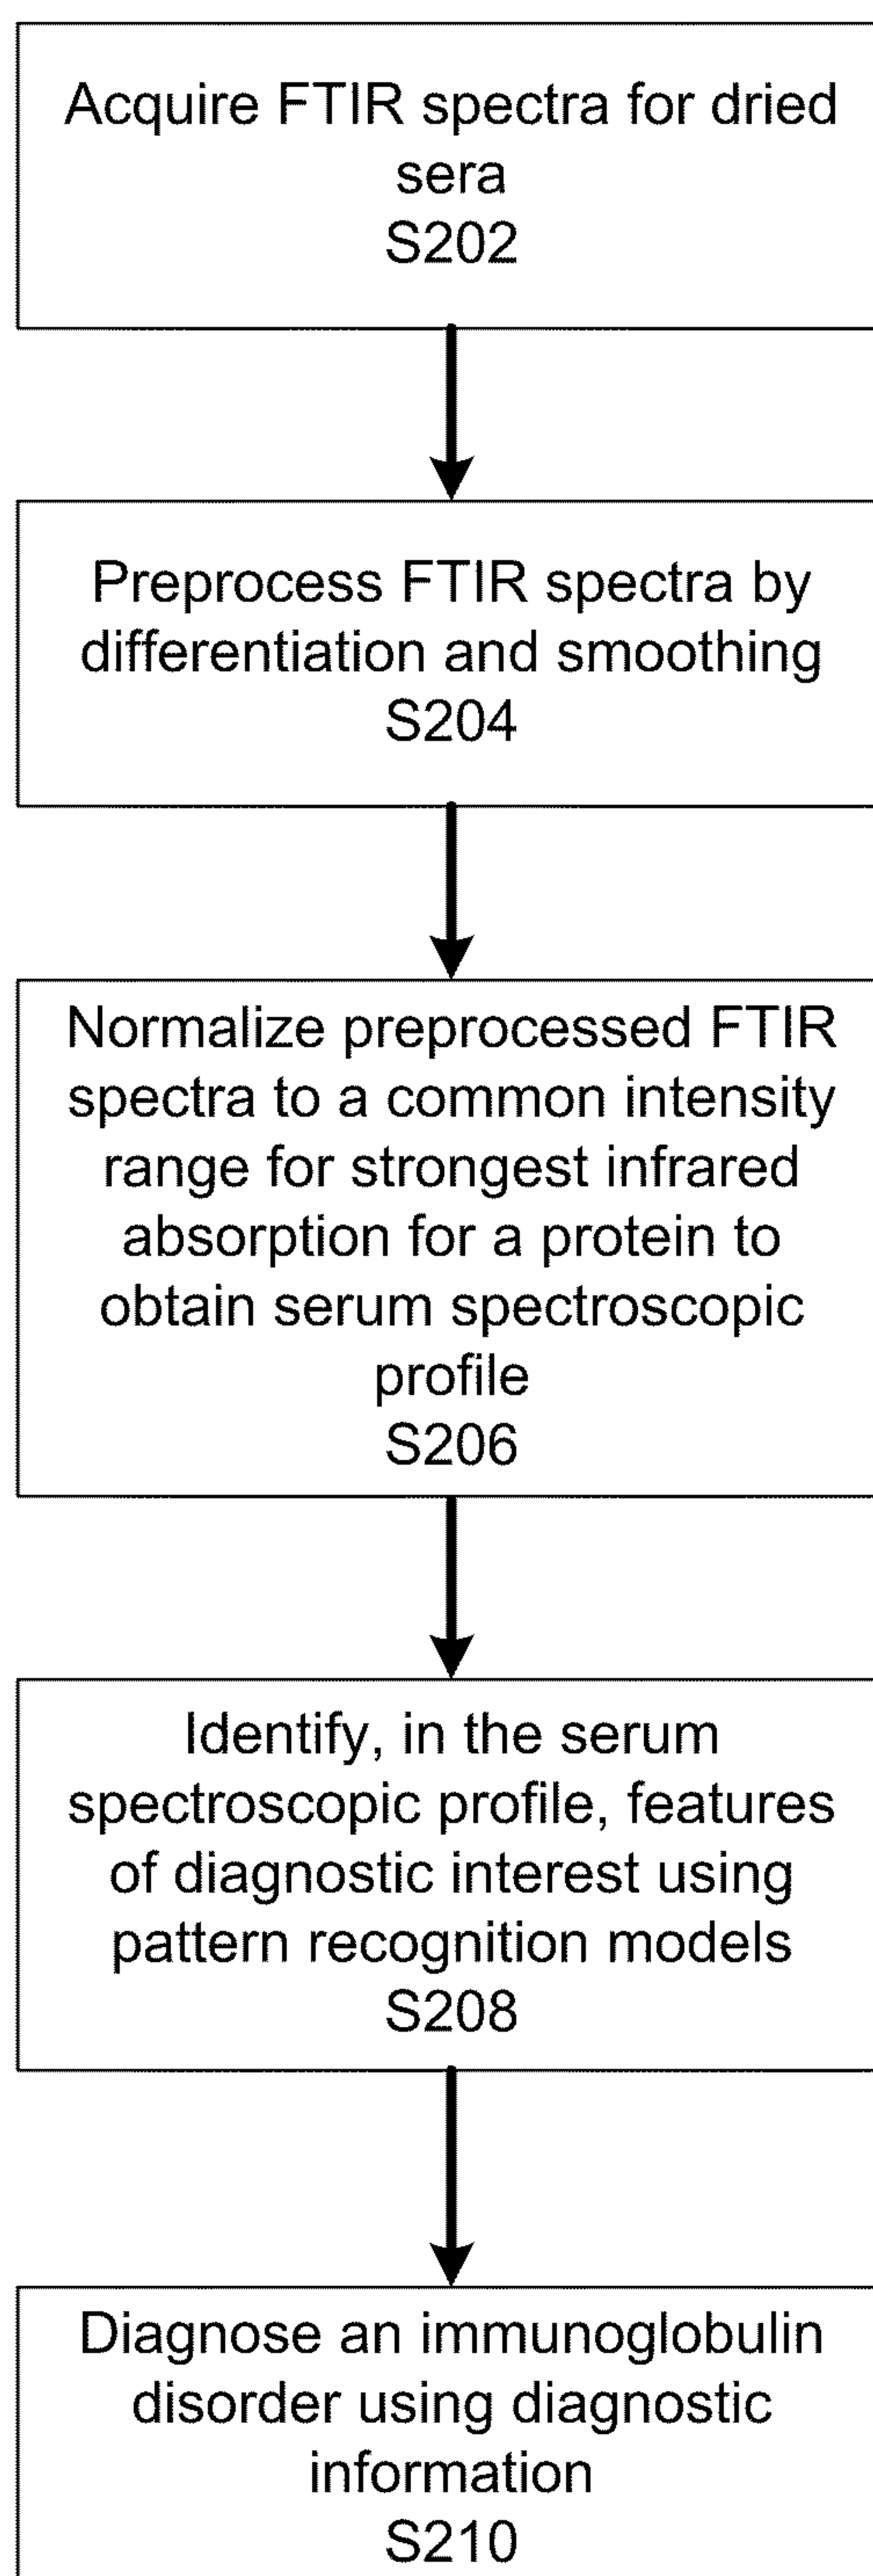 Acquire FTIR spectra for dried
sera
S202
Preprocess FTIR spectra by
differentiation and smoothing
S204
Normalize preprocessed FTIR
spectra to a common intensity
range for strongest infrared
absorption for a protein to
obtain serum spectroscopic
profile
S206
Identify, in the serum
spectroscopic profile, features
of diagnostic interest using
pattern recognition models
S208
Diagnose an immunoglobulin
disorder using diagnostic
information
S210